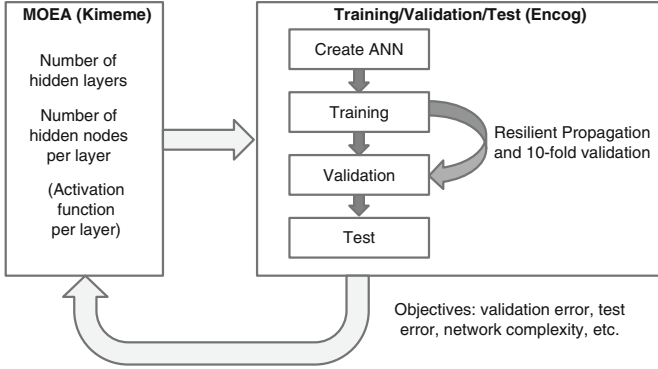 MOEA (Kimeme)
Number of
hidden layers
Number of
hidden nodes
per layer
(Activation
function
per layer)
Training/Validation/Test (Encog)
Create ANN
Training
Validation
Test
Resilient Propagation
and 10-fold validation
Objectives: validation error, test
error, network complexity, etc.